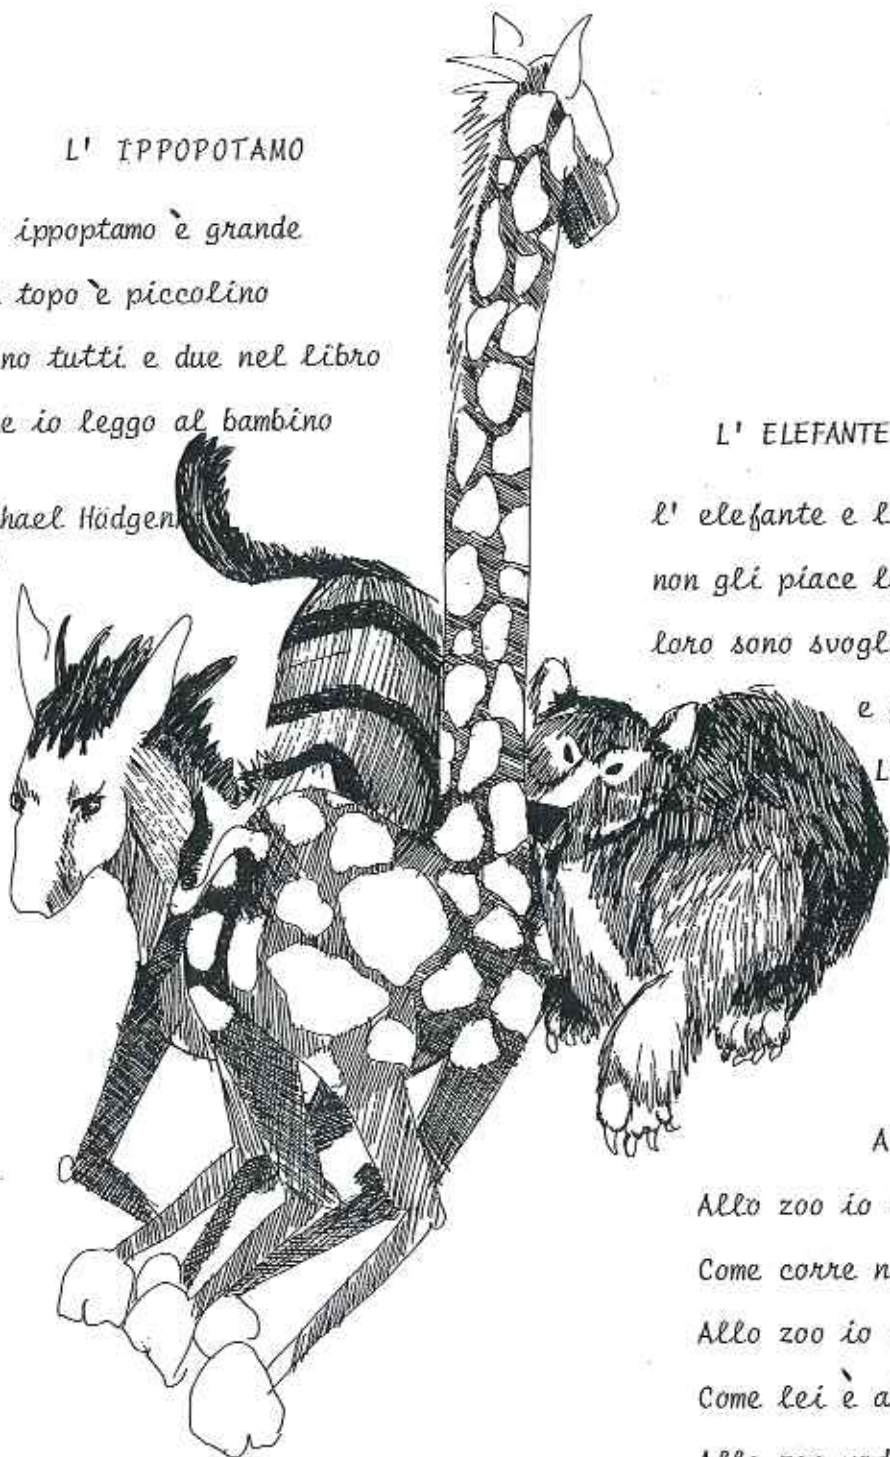 L' IPPOPOTAMO
ippoptamo è grande
topo è piccolino
no tutti e due nel libro
e io leggo al bambino
hael Hödgen
L' ELEFANTE
l' elefante e l
non gli piace l
loro sono svogl
e
L
A
Allo zoo io
Come corre n
Allo zoo io
Come lei è a